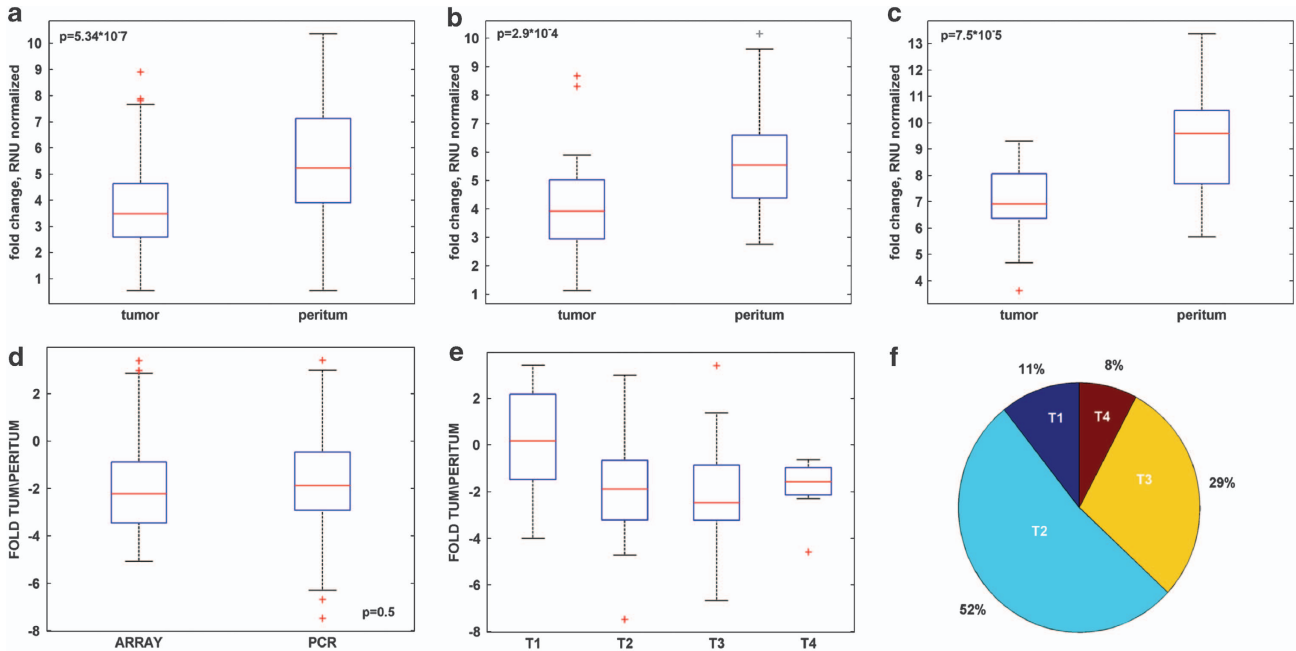 a
p=5.34*10-7
fold change, RNU normalized
10
9
8
7
6
5
4
3
2
1
tumor peritum
b
p=2.9*10-4
fold change, RNU normalized
10
9
8
7
6
5
4
3
2
1
tumor peritum
c
p=7.5*10-5
fold change, RNU normalized
13
12
11
10
9
8
7
6
5
4
tumor peritum
d
FOLD TUM\PERITUM
2
0
-2
-4
-6
-8
p=0.5
ARRAY PCR
e
FOLD TUM\PERITUM
2
0
-2
-4
-6
-8
T1 T2 T3 T4
f
11% 8%
T1 T4
T3 29%
T2
52%